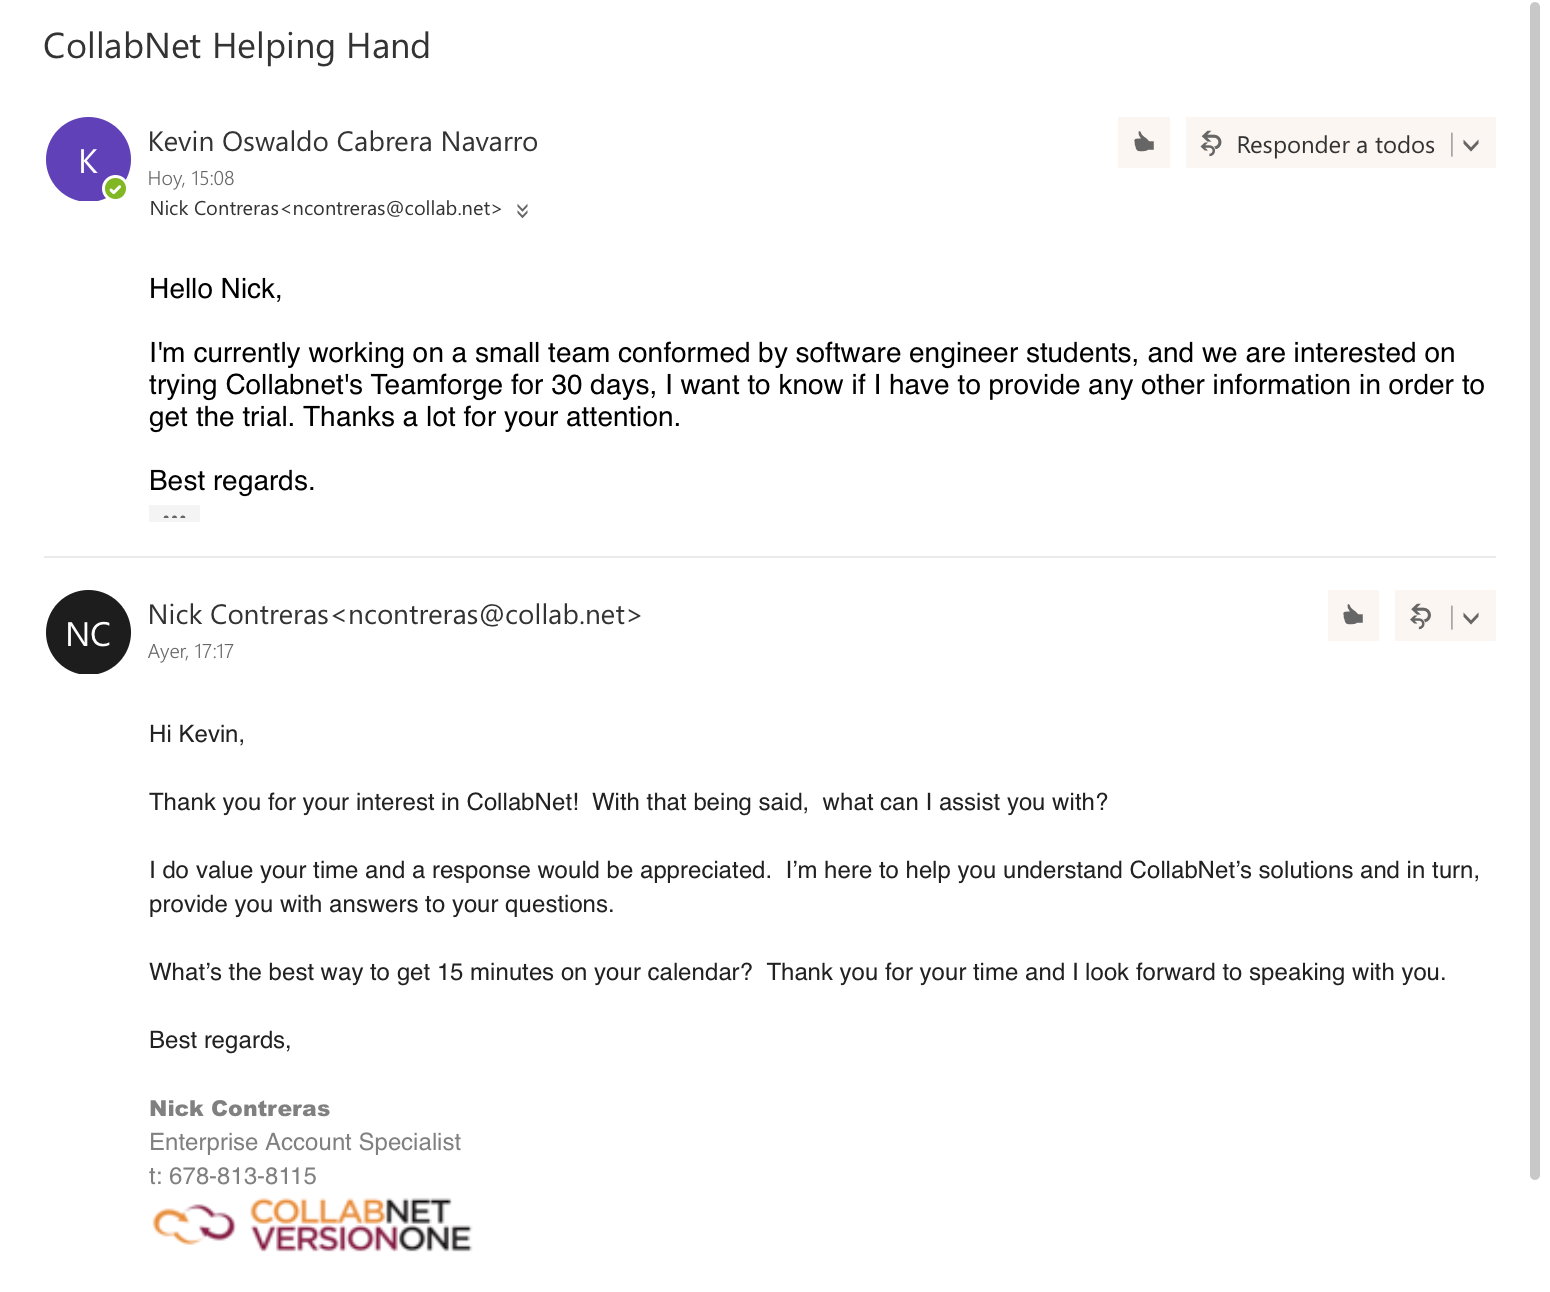 CollabNet Helping Hand
K
Kevin Oswaldo Cabrera Navarro
Responder a todos
Hoy, 15:08
Nick Contreras<ncontreras@collab.net>
Hello Nick,
I'm currently working on a small team conformed by software engineer students, and we are interested on
trying Collabnet's Teamforge for 30 days, I want to know if I have to provide any other information in order to
get the trial. Thanks a lot for your attention.
Best regards.
...
NC
Nick Contreras<ncontreras@collab.net>
Ayer, 17:17
Hi Kevin,
Thank you for your interest in CollabNet!  With that being said,  what can I assist you with?
I do value your time and a response would be appreciated.  I’m here to help you understand CollabNet’s solutions and in turn,
provide you with answers to your questions.
What’s the best way to get 15 minutes on your calendar?  Thank you for your time and I look forward to speaking with you.
Best regards,
Nick Contreras
Enterprise Account Specialist
t: 678-813-8115
COLLABNET
VERSIONONE